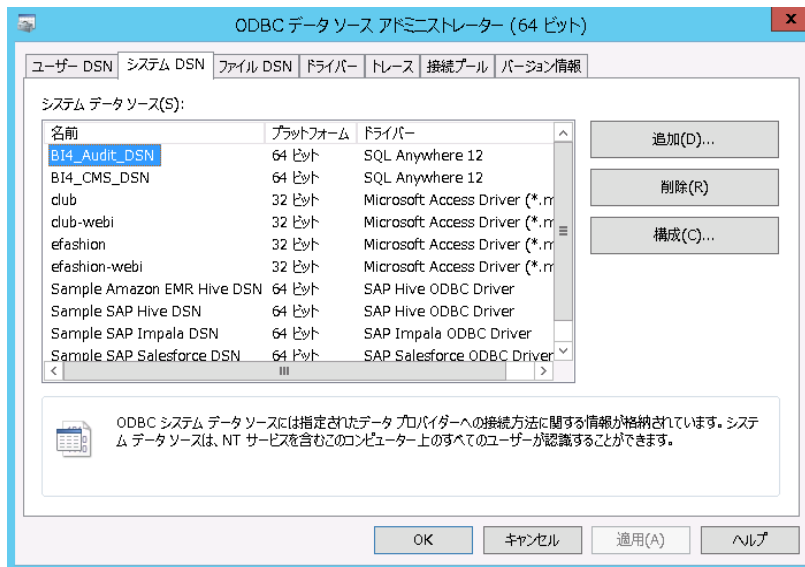 ODBC データ ソース アドミニストレーター (64 ビット)
x
ユーザー DSN システム DSN ファイル DSN ドライバー トレース 接続プール バージョン情報
システム データ ソース(S):
名前 プラットフォーム ドライバー
BI4_Audit_DSN 64 ビット SQL Anywhere 12
BI4_CMS_DSN 64 ビット SQL Anywhere 12
club 32 ビット Microsoft Access Driver (*.m
club-webi 32 ビット Microsoft Access Driver (*.m
efashion 32 ビット Microsoft Access Driver (*.m
efashion-webi 32 ビット Microsoft Access Driver (*.m
Sample Amazon EMR Hive DSN 64 ビット SAP Hive ODBC Driver
Sample SAP Hive DSN 64 ビット SAP Hive ODBC Driver
Sample SAP Impala DSN 64 ビット SAP Impala ODBC Driver
Sample SAP Salesforce DSN 64 ビット SAP Salesforce ODBC Driver
追加(D)...
削除(R)
構成(C)...
ODBC システム データ ソースには指定されたデータ プロバイダーへの接続方法に関する情報が格納されています。システ
ム データ ソースは、NT サービスを含むこのコンピューター上のすべてのユーザーが認識することができます。
OK キャンセル 適用(A) ヘルプ